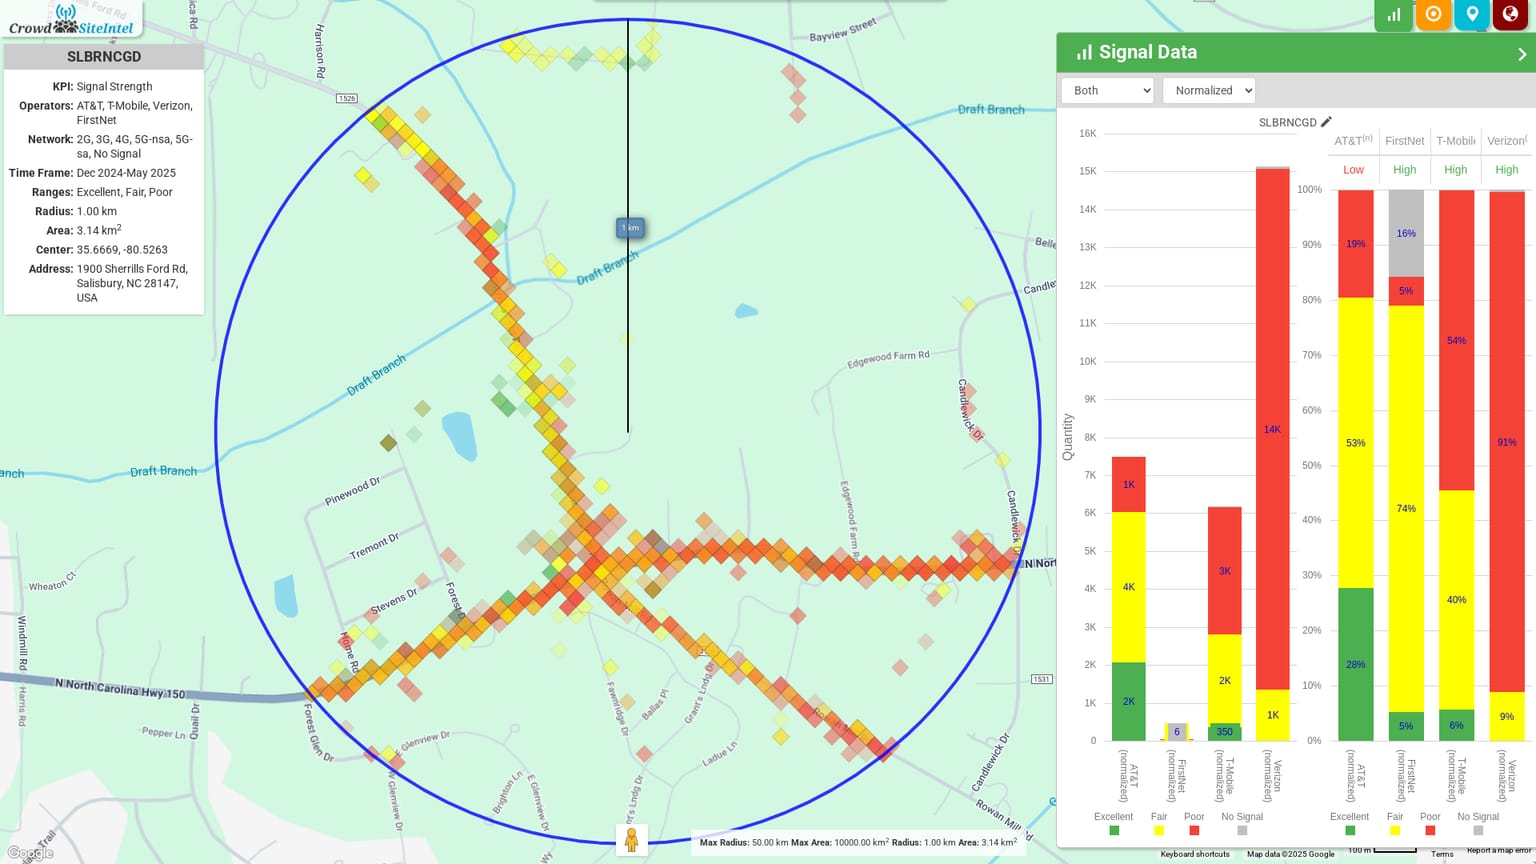 Crowd SiteIntel
SLBRNCGD
KPI: Signal Strength
Operators: AT&T, T-Mobile, Verizon,
FirstNet
Network: 2G, 3G, 4G, 5G-nsa, 5G-
sa, No Signal
Time Frame: Dec 2024-May 2025
Ranges: Excellent, Fair, Poor
Radius: 1.00 km
Area: 3.14 km²
Center: 35.6669, -80.5263
Address: 1900 Sherrills Ford Rd,
Salisbury, NC 28147,
USA
Harrison Rd
1526
Bayview Street
Draft Branch
1 km
Draft Branch
Belle
Candle
Edgewood Farm Rd
Draft Branch
Candlewick Dr
anch
Draft Branch
Pinewood Dr
Edgewood Farm Rd
Candlewick Dr
Tremont Dr
N Nort
Wheaton Ct
Stevens Dr
Forest D
Home Rd
Windmill Rd
Harris Rd
N North Carolina Hwy 150
1531
Quail Dr
Pepper Ln
Forest Glen Dr
E Glenview Dr
W Glenview Dr
Fawnridge Dr
Ballas Pl
Grant's Lndg Dr
Ladue Ln
Brighton Ln
E Glenview Dr
nt's Lndg Dr
Candlewick Dr
Rowan Mill
Trail
Wy
Google
Max Radius: 50.00 km Max Area: 10000.00 km² Radius: 1.00 km Area: 3.14 km²
Keyboard shortcuts
Map data ©2025 Google
100 m
Terms
Report a map error
Signal Data
Both
Normalized
SLBRNCGD
Quantity
16K
15K
14K
13K
12K
11K
10K
9K
8K
7K
6K
5K
4K
3K
2K
1K
0
1K
4K
2K
6
3K
2K
350
14K
1K
AT&T (normalized)
FirstNet (normalized)
T-Mobile (normalized)
Verizon (normalized)
Excellent
Fair
Poor
No Signal
AT&T(n)
FirstNet
T-Mobile
Verizon(
Low
High
High
High
100%
90%
80%
70%
60%
50%
40%
30%
20%
10%
0%
19%
53%
28%
16%
5%
74%
5%
54%
40%
6%
91%
9%
AT&T (normalized)
FirstNet (normalized)
T-Mobile (normalized)
Verizon (normalized)
Excellent
Fair
Poor
No Signal